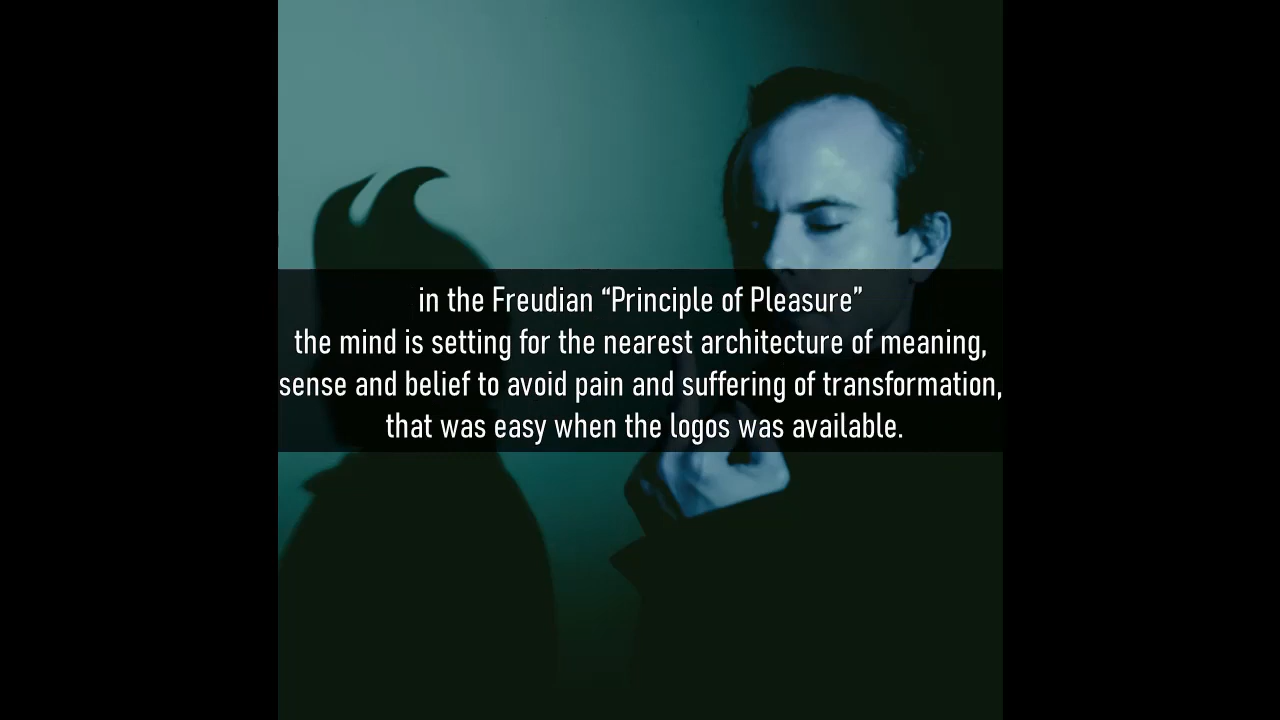 in the Freudian “Principle of Pleasure”
the mind is setting for the nearest architecture of meaning,
sense and belief to avoid pain and suffering of transformation,
that was easy when the logos was available.